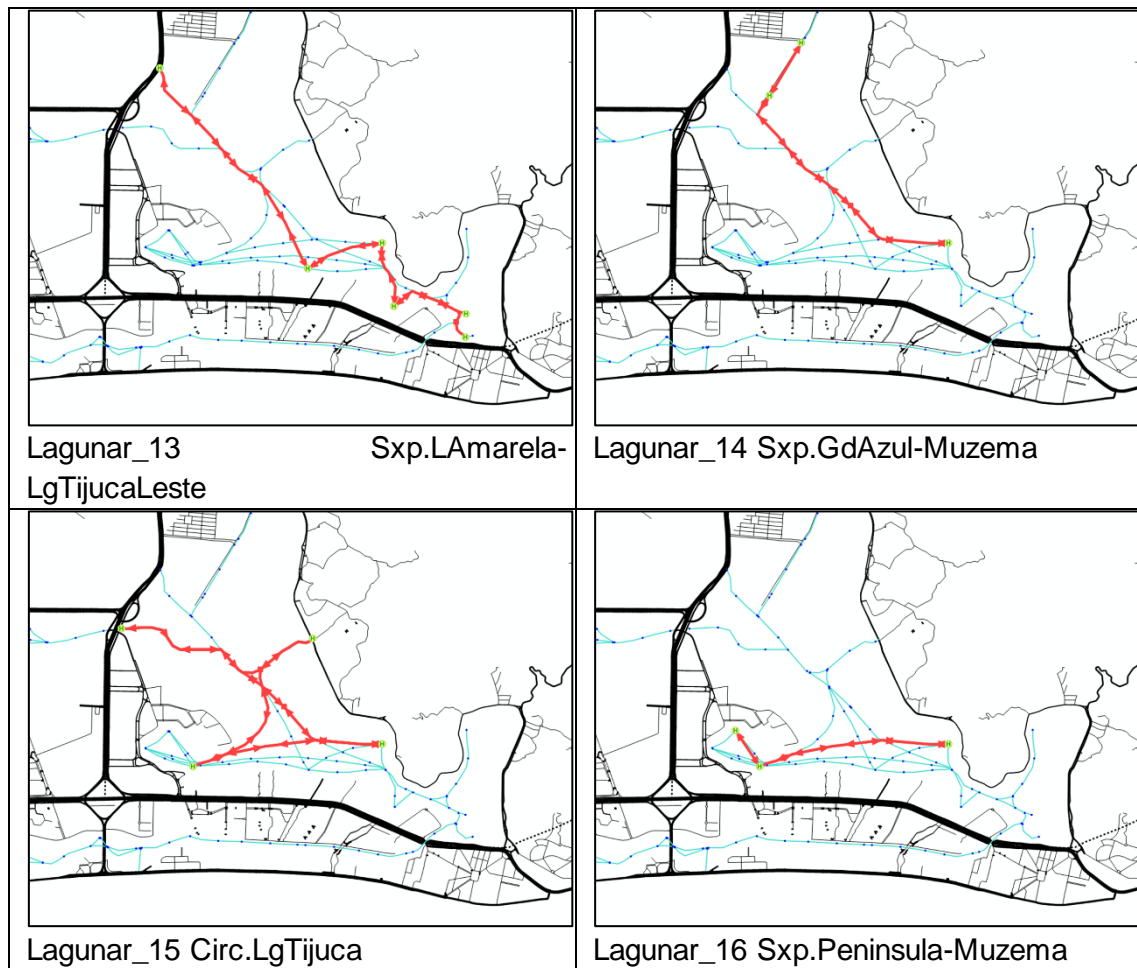 H
H
H
H
H
H
Lagunar_13 Sxp.LAmarela-
LgTijucaLeste
H
H
H
Lagunar_14 Sxp.GdAzul-Muzema
H
H
H
H
Lagunar_15 Circ.LgTijuca
H
H
H
Lagunar_16 Sxp.Peninsula-Muzema